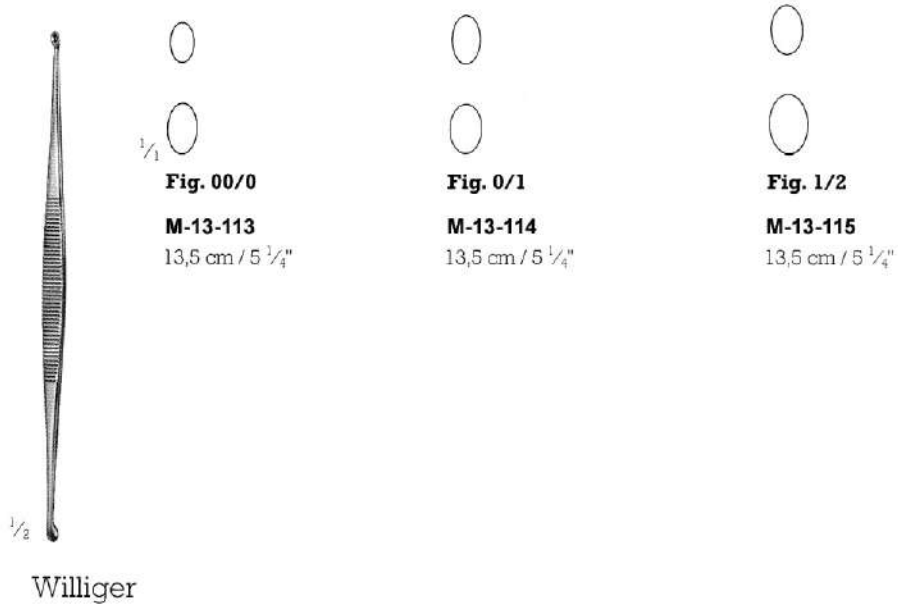 1/1
Fig. 00/0
M-13-113
13,5 cm / 5 1/4"
Fig. 0/1
M-13-114
13,5 cm / 5 1/4"
Fig. 1/2
M-13-115
13,5 cm / 5 1/4"
1/2
Williger